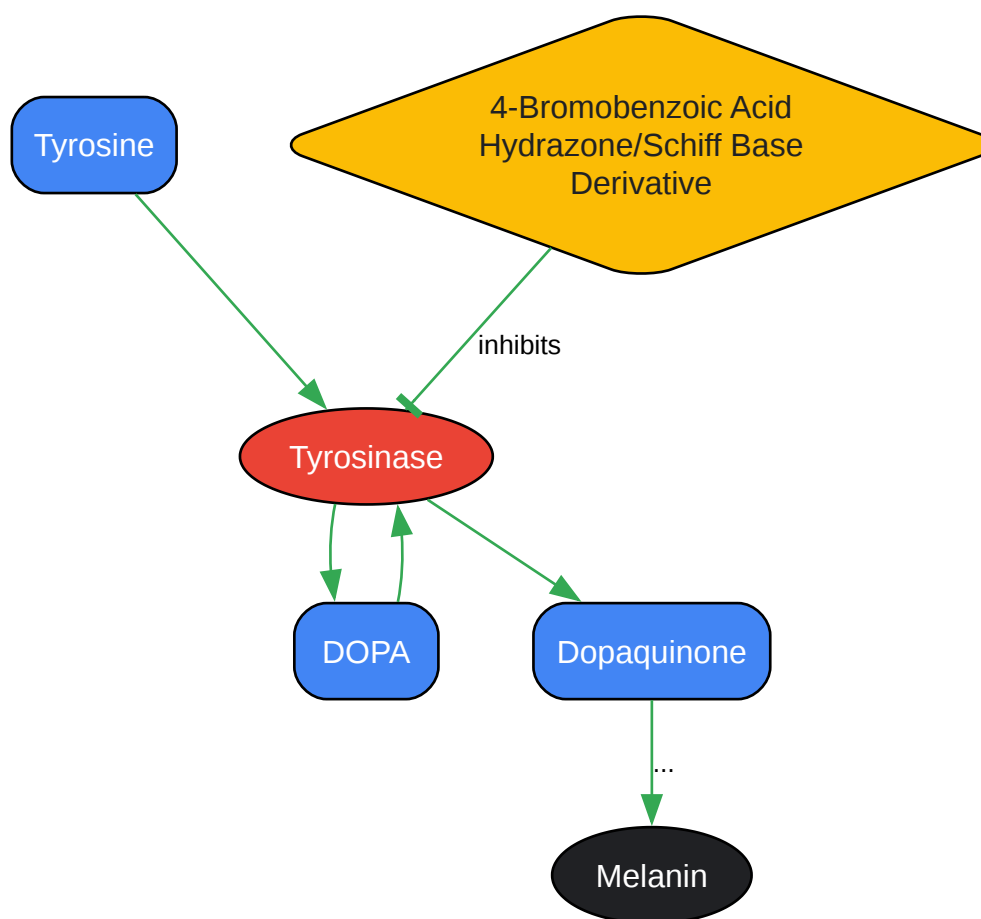 Tyrosine
4-Bromobenzoic Acid
Hydrazone/Schiff Base
Derivative
inhibits
Tyrosinase
DOPA
Dopaquinone
...
Melanin